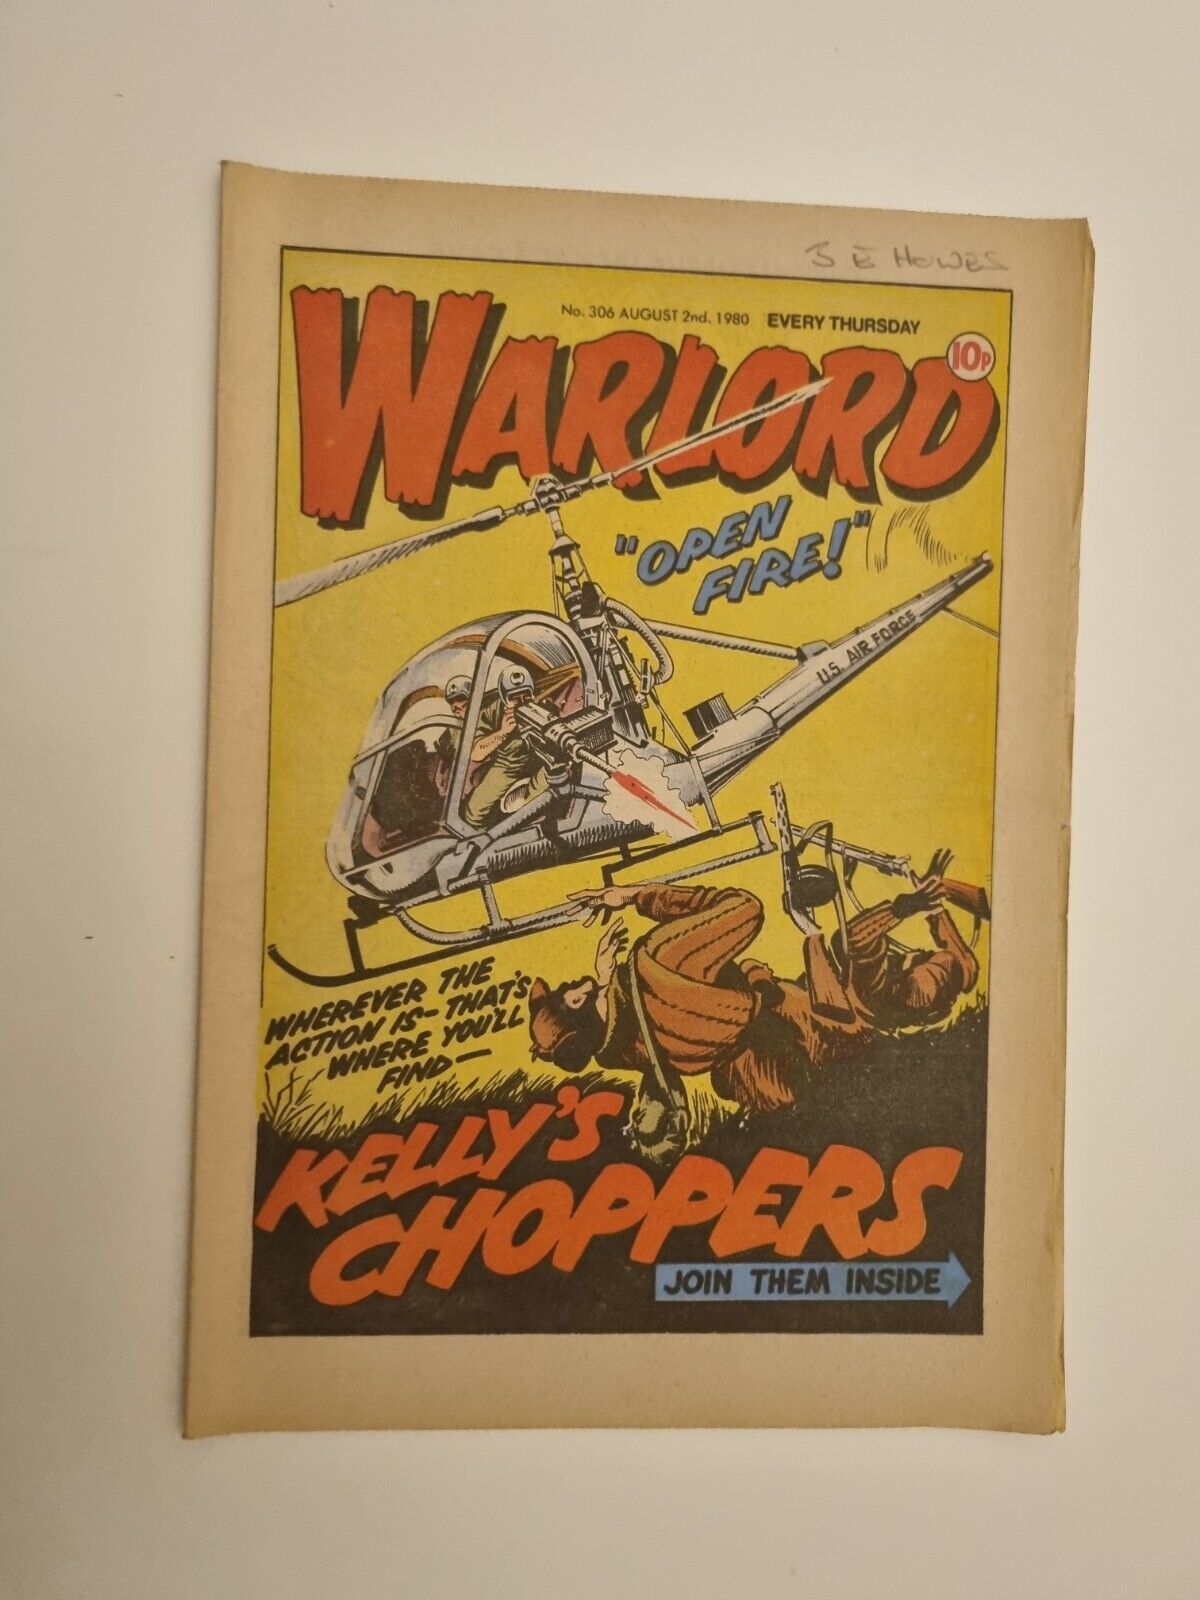 3 E HOWES
No. 306 AUGUST 2nd. 1980 EVERY THURSDAY
WARLORD
10p
"OPEN
FIRE!"
U.S. AIR FORCE
WHEREVER THE
ACTION IS - THAT'S
WHERE YOU'LL
FIND—
KELLY'S
CHOPPERS
JOIN THEM INSIDE